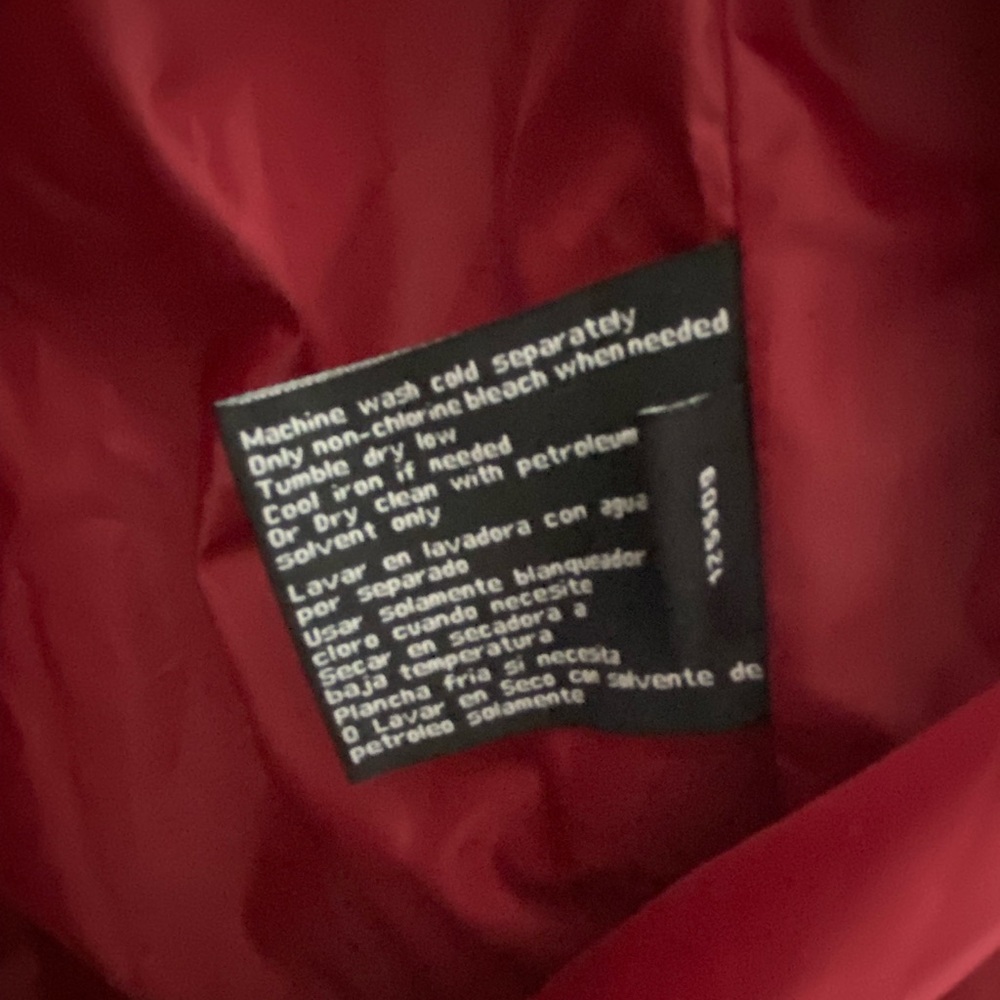 Machine wash cold separately
Only non-chlorine bleach when needed
Tumble dry low
Cool iron if needed
Or Dry clean with petroleum
solvent only
Lavar en lavadora con agua
por separado
Usar solamente blanqueador
cloro cuando necesite
Secar en secadora a
baja temperatura
Plancha fria si necesita
O Lavar en Seco con solvente de
petroleo solamente